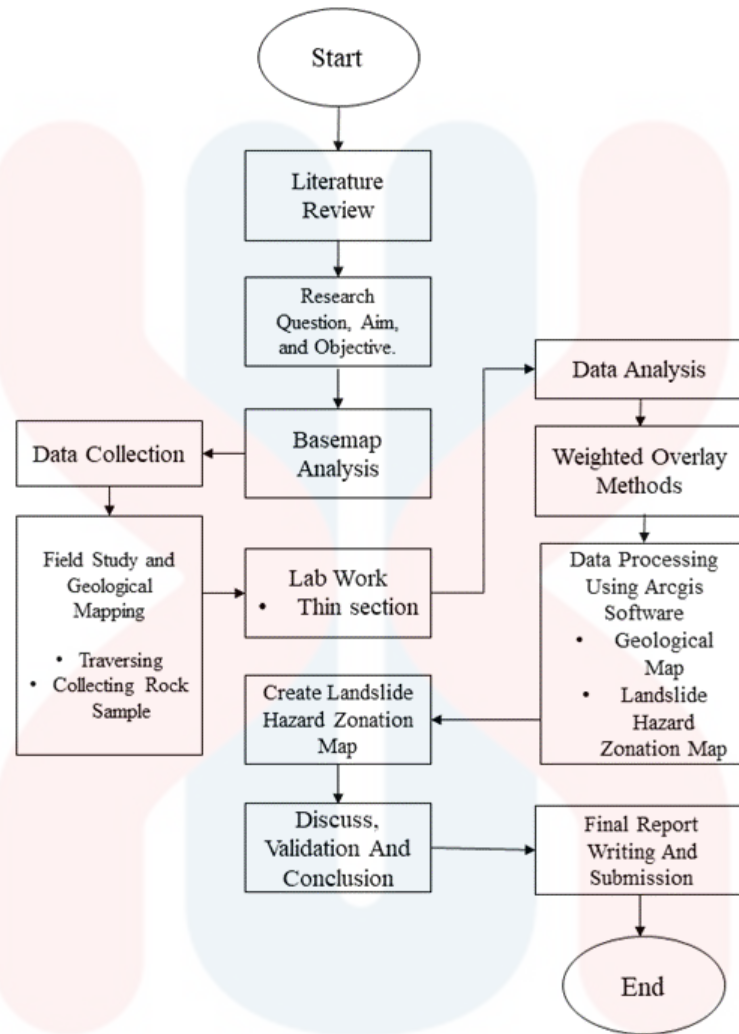 Start
Literature
Review
Research
Question, Aim,
and Objective.
Basemap
Analysis
Data Collection
Field Study and
Geological
Mapping
• Traversing
• Collecting Rock
Sample
Lab Work
• Thin section
Data Analysis
Weighted Overlay
Methods
Data Processing
Using Arcgis
Software
• Geological
Map
• Landslide
Hazard
Zonation Map
Create Landslide
Hazard Zonation
Map
Discuss,
Validation And
Conclusion
Final Report
Writing And
Submission
End